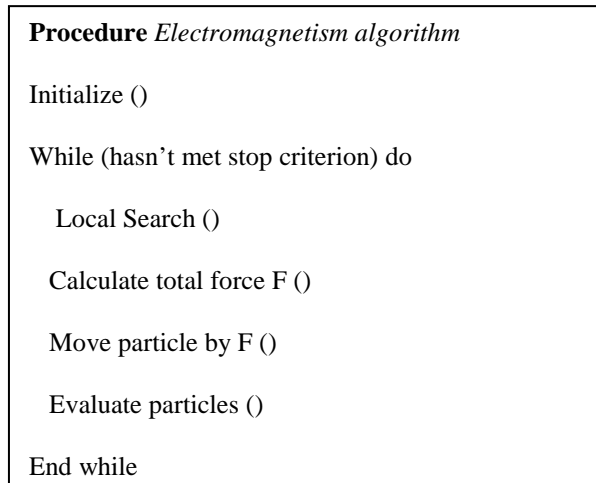 Procedure Electromagnetism algorithm
Initialize ()
While (hasn’t met stop criterion) do
Local Search ()
Calculate total force F ()
Move particle by F ()
Evaluate particles ()
End while